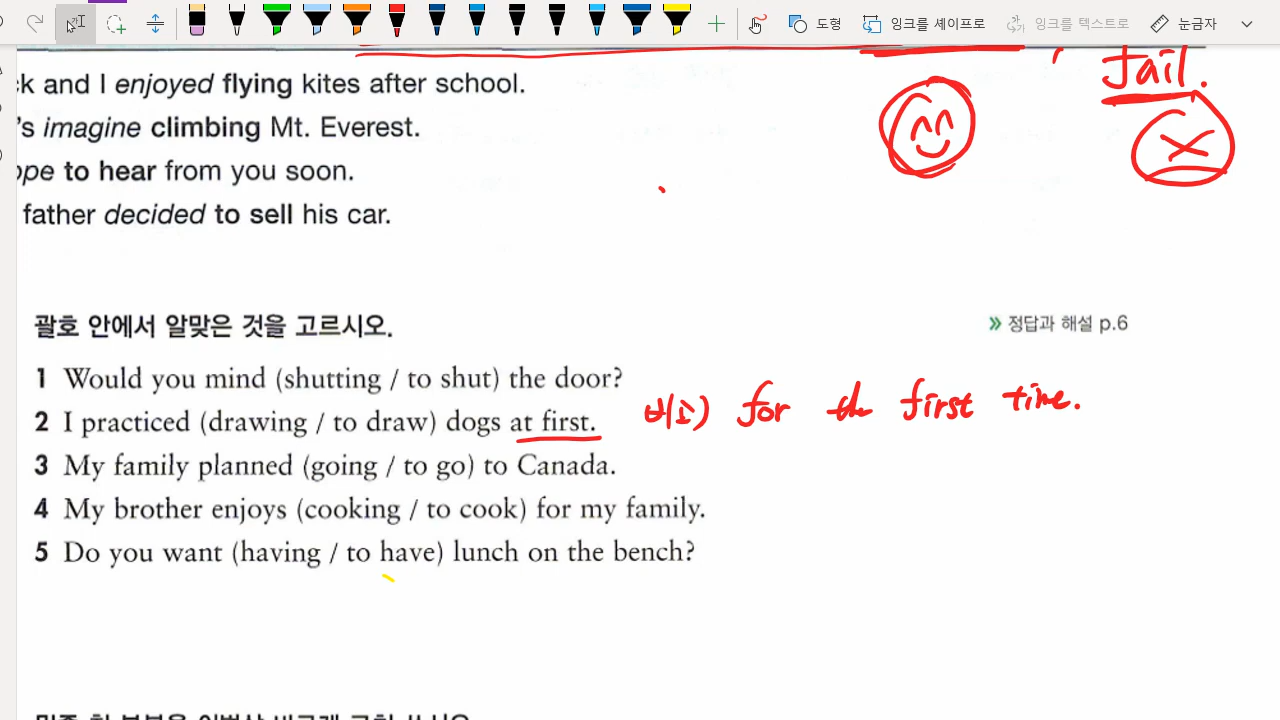 도형
잉크를 셰이프로
잉크를 텍스트로
눈금자
Jail.
k and I enjoyed flying kites after school.
's imagine climbing Mt. Everest.
ope to hear from you soon.
father decided to sell his car.
괄호 안에서 알맞은 것을 고르시오.
» 정답과 해설 p.6
1 Would you mind (shutting / to shut) the door?
2 I practiced (drawing / to draw) dogs at first.
비교) for the first time.
3 My family planned (going / to go) to Canada.
4 My brother enjoys (cooking / to cook) for my family.
5 Do you want (having / to have) lunch on the bench?